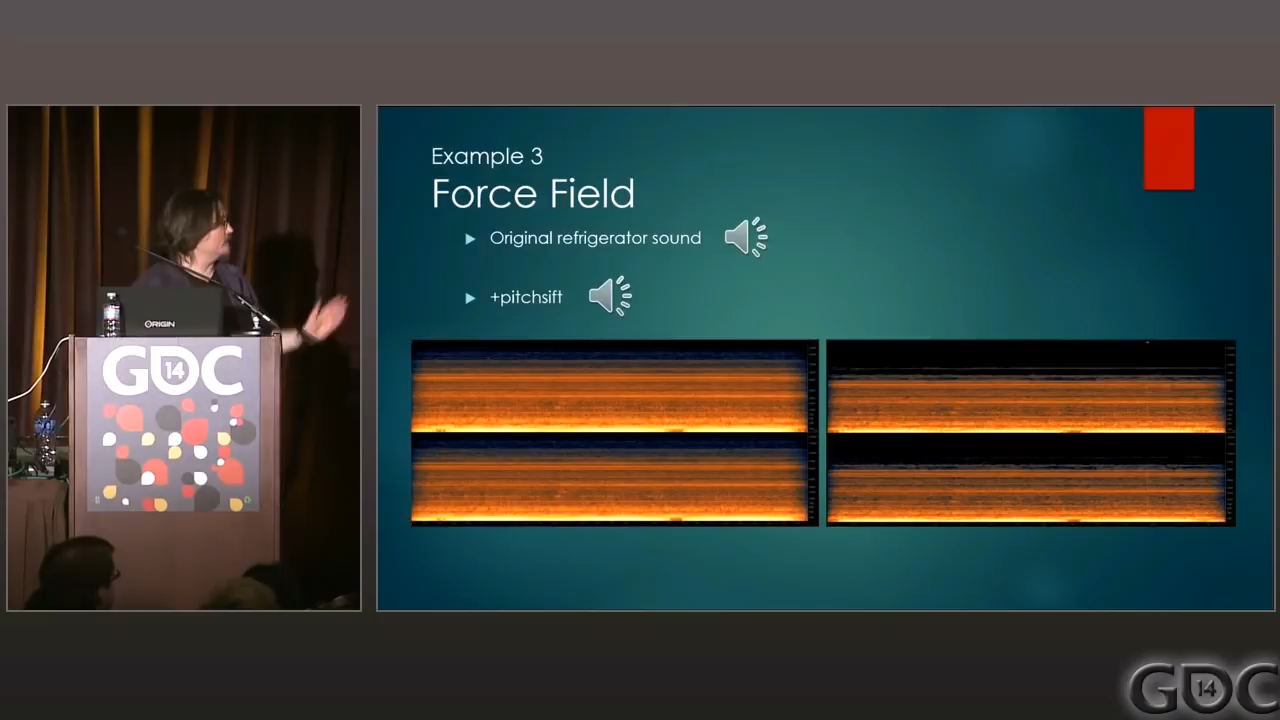 Example 3
Force Field
Original refrigerator sound
+pitchsift
ORIGIN
GDC
14
GDC
14